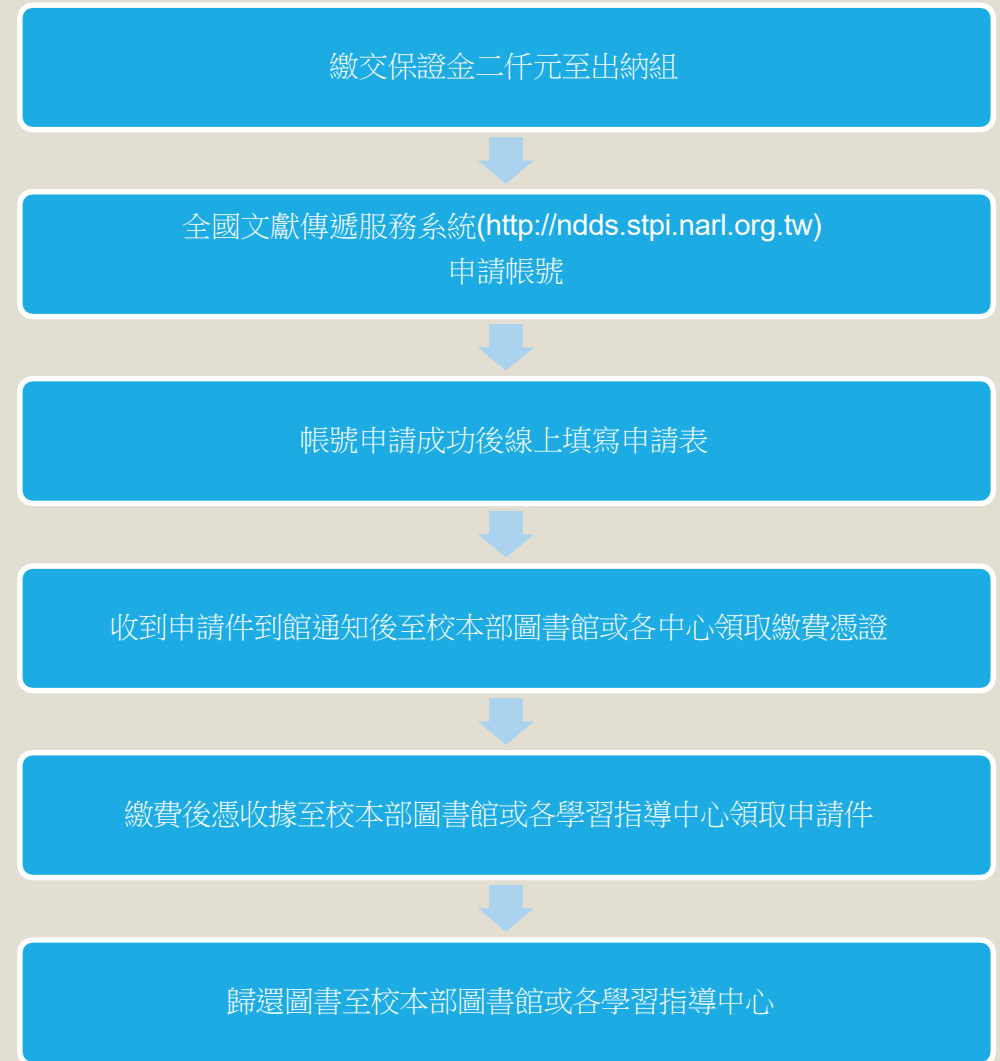 繳交保證金二仟元至出納組
全國文獻傳遞服務系統(http://ndds.stpi.narl.org.tw)
申請帳號
帳號申請成功後線上填寫申請表
收到申請件到館通知後至校本部圖書館或各中心領取繳費憑證
繳費後憑收據至校本部圖書館或各學習指導中心領取申請件
歸還圖書至校本部圖書館或各學習指導中心